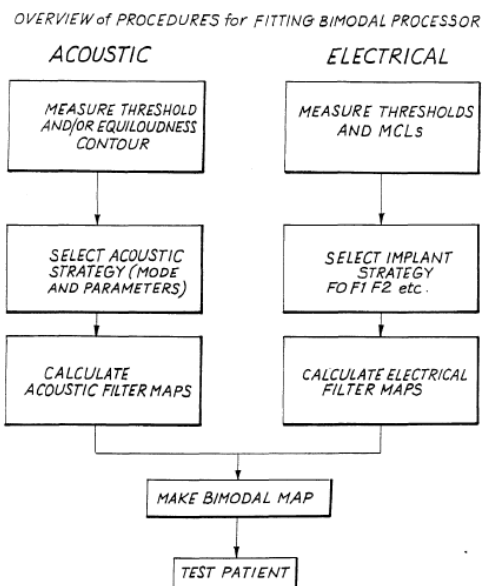 OVERVIEW of PROCEDURES for FITTING BIMODAL PROCESSOR
ACOUSTIC
ELECTRICAL
MEASURE THRESHOLD
AND/OR EQUILOUDNESS
CONTOUR
MEASURE THRESHOLDS
AND MCLs
SELECT ACOUSTIC
STRATEGY (MODE
AND PARAMETERS)
SELECT IMPLANT
STRATEGY
FO F1 F2 etc.
CALCULATE
ACOUSTIC FILTER MAPS
CALCULATE ELECTRICAL
FILTER MAPS
MAKE BIMODAL MAP
TEST PATIENT